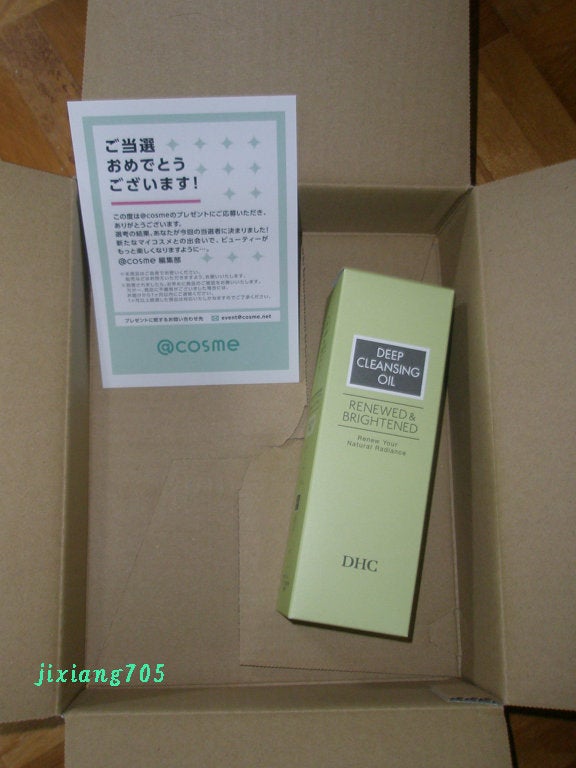 ご当選
おめでとう
ございます!
この度は@cosmeのプレゼントにご応募いただき、
ありがとうございます。
選考の結果、あなたが今回の当選者に決まりました!
新たなマイコスメとの出会いで、ビューティーが
もっと楽しくなりますように…。
@cosme 編集部
プレゼントに関するお問い合わせ先
event@cosme.net
@cosme
DEEP
CLEANSING
OIL
RENEWED &
BRIGHTENED
Renew Your
Natural Radiance
DHC
jixiang705